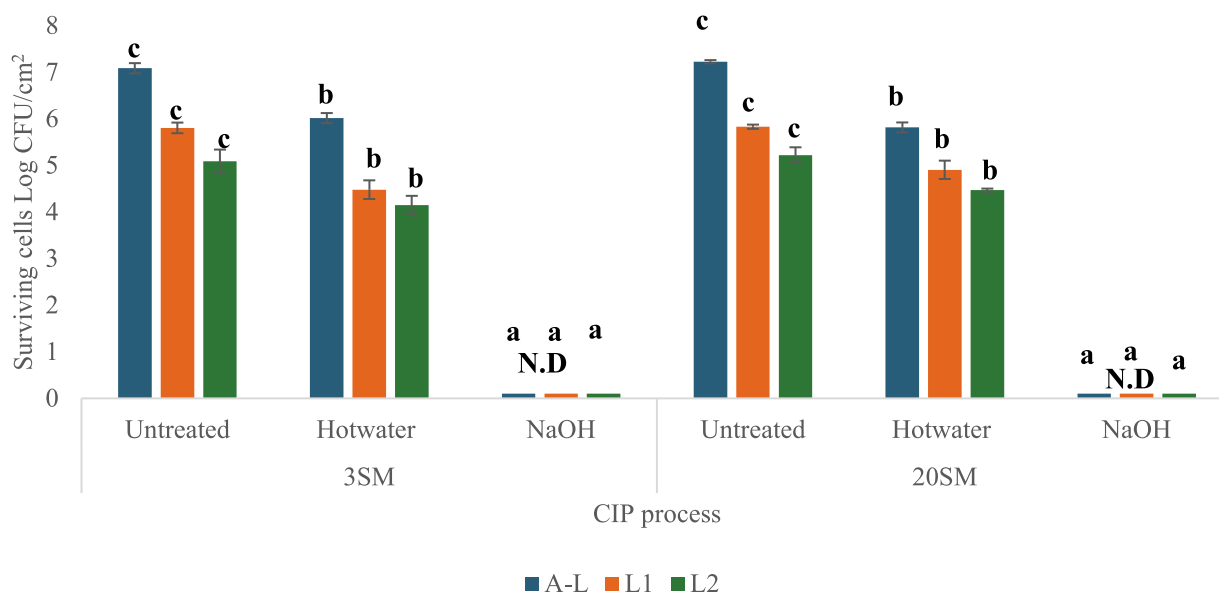 Surviving cells Log CFU/cm²
8
7
6
5
4
3
2
1
0
c
c
c
b
b
b
a a a
N.D
c
c
c
b
b
b
a a a
N.D
Untreated Hotwater NaOH Untreated Hotwater NaOH
3SM 20SM
CIP process
A-L L1 L2